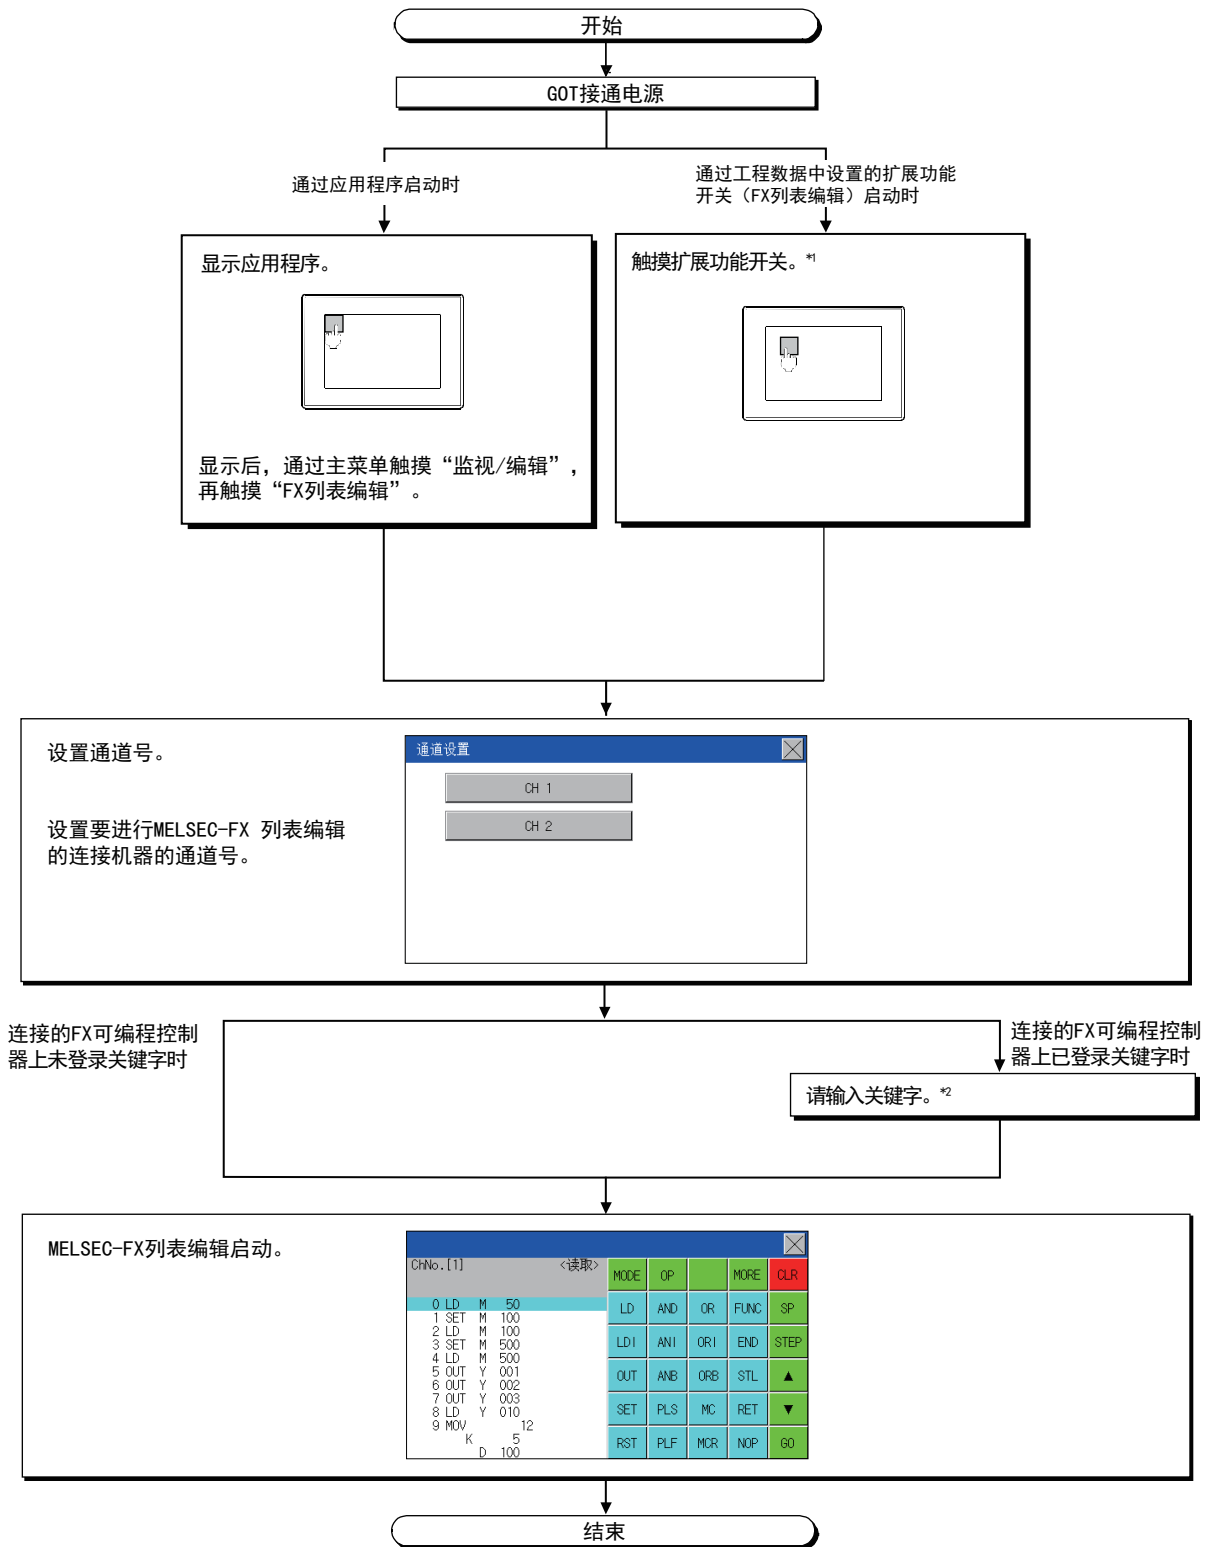 开始
GOT接通电源
通过应用程序启动时
通过工程数据中设置的扩展功能
开关（FX列表编辑）启动时
显示应用程序。
显示后，通过主菜单触摸“监视/编辑”，
再触摸“FX列表编辑”。
触摸扩展功能开关。*1
设置通道号。
设置要进行MELSEC-FX 列表编辑
的连接机器的通道号。
通道设置
CH 1
CH 2
连接的FX可编程控制
器上未登录关键字时
连接的FX可编程控制
器上已登录关键字时
请输入关键字。*2
MELSEC-FX列表编辑启动。
ChNo.[1] <读取>
0 LD M 50
1 SET M 100
2 LD M 100
3 SET M 500
4 LD M 500
5 OUT Y 001
6 OUT Y 002
7 OUT Y 003
8 LD Y 010
9 MOV 12
K 5
D 100
MODE OP MORE CLR
LD AND OR FUNC SP
LDI ANI ORI END STEP
OUT ANB ORB STL ▲
SET PLS MC RET ▼
RST PLF MCR NOP GO
结束